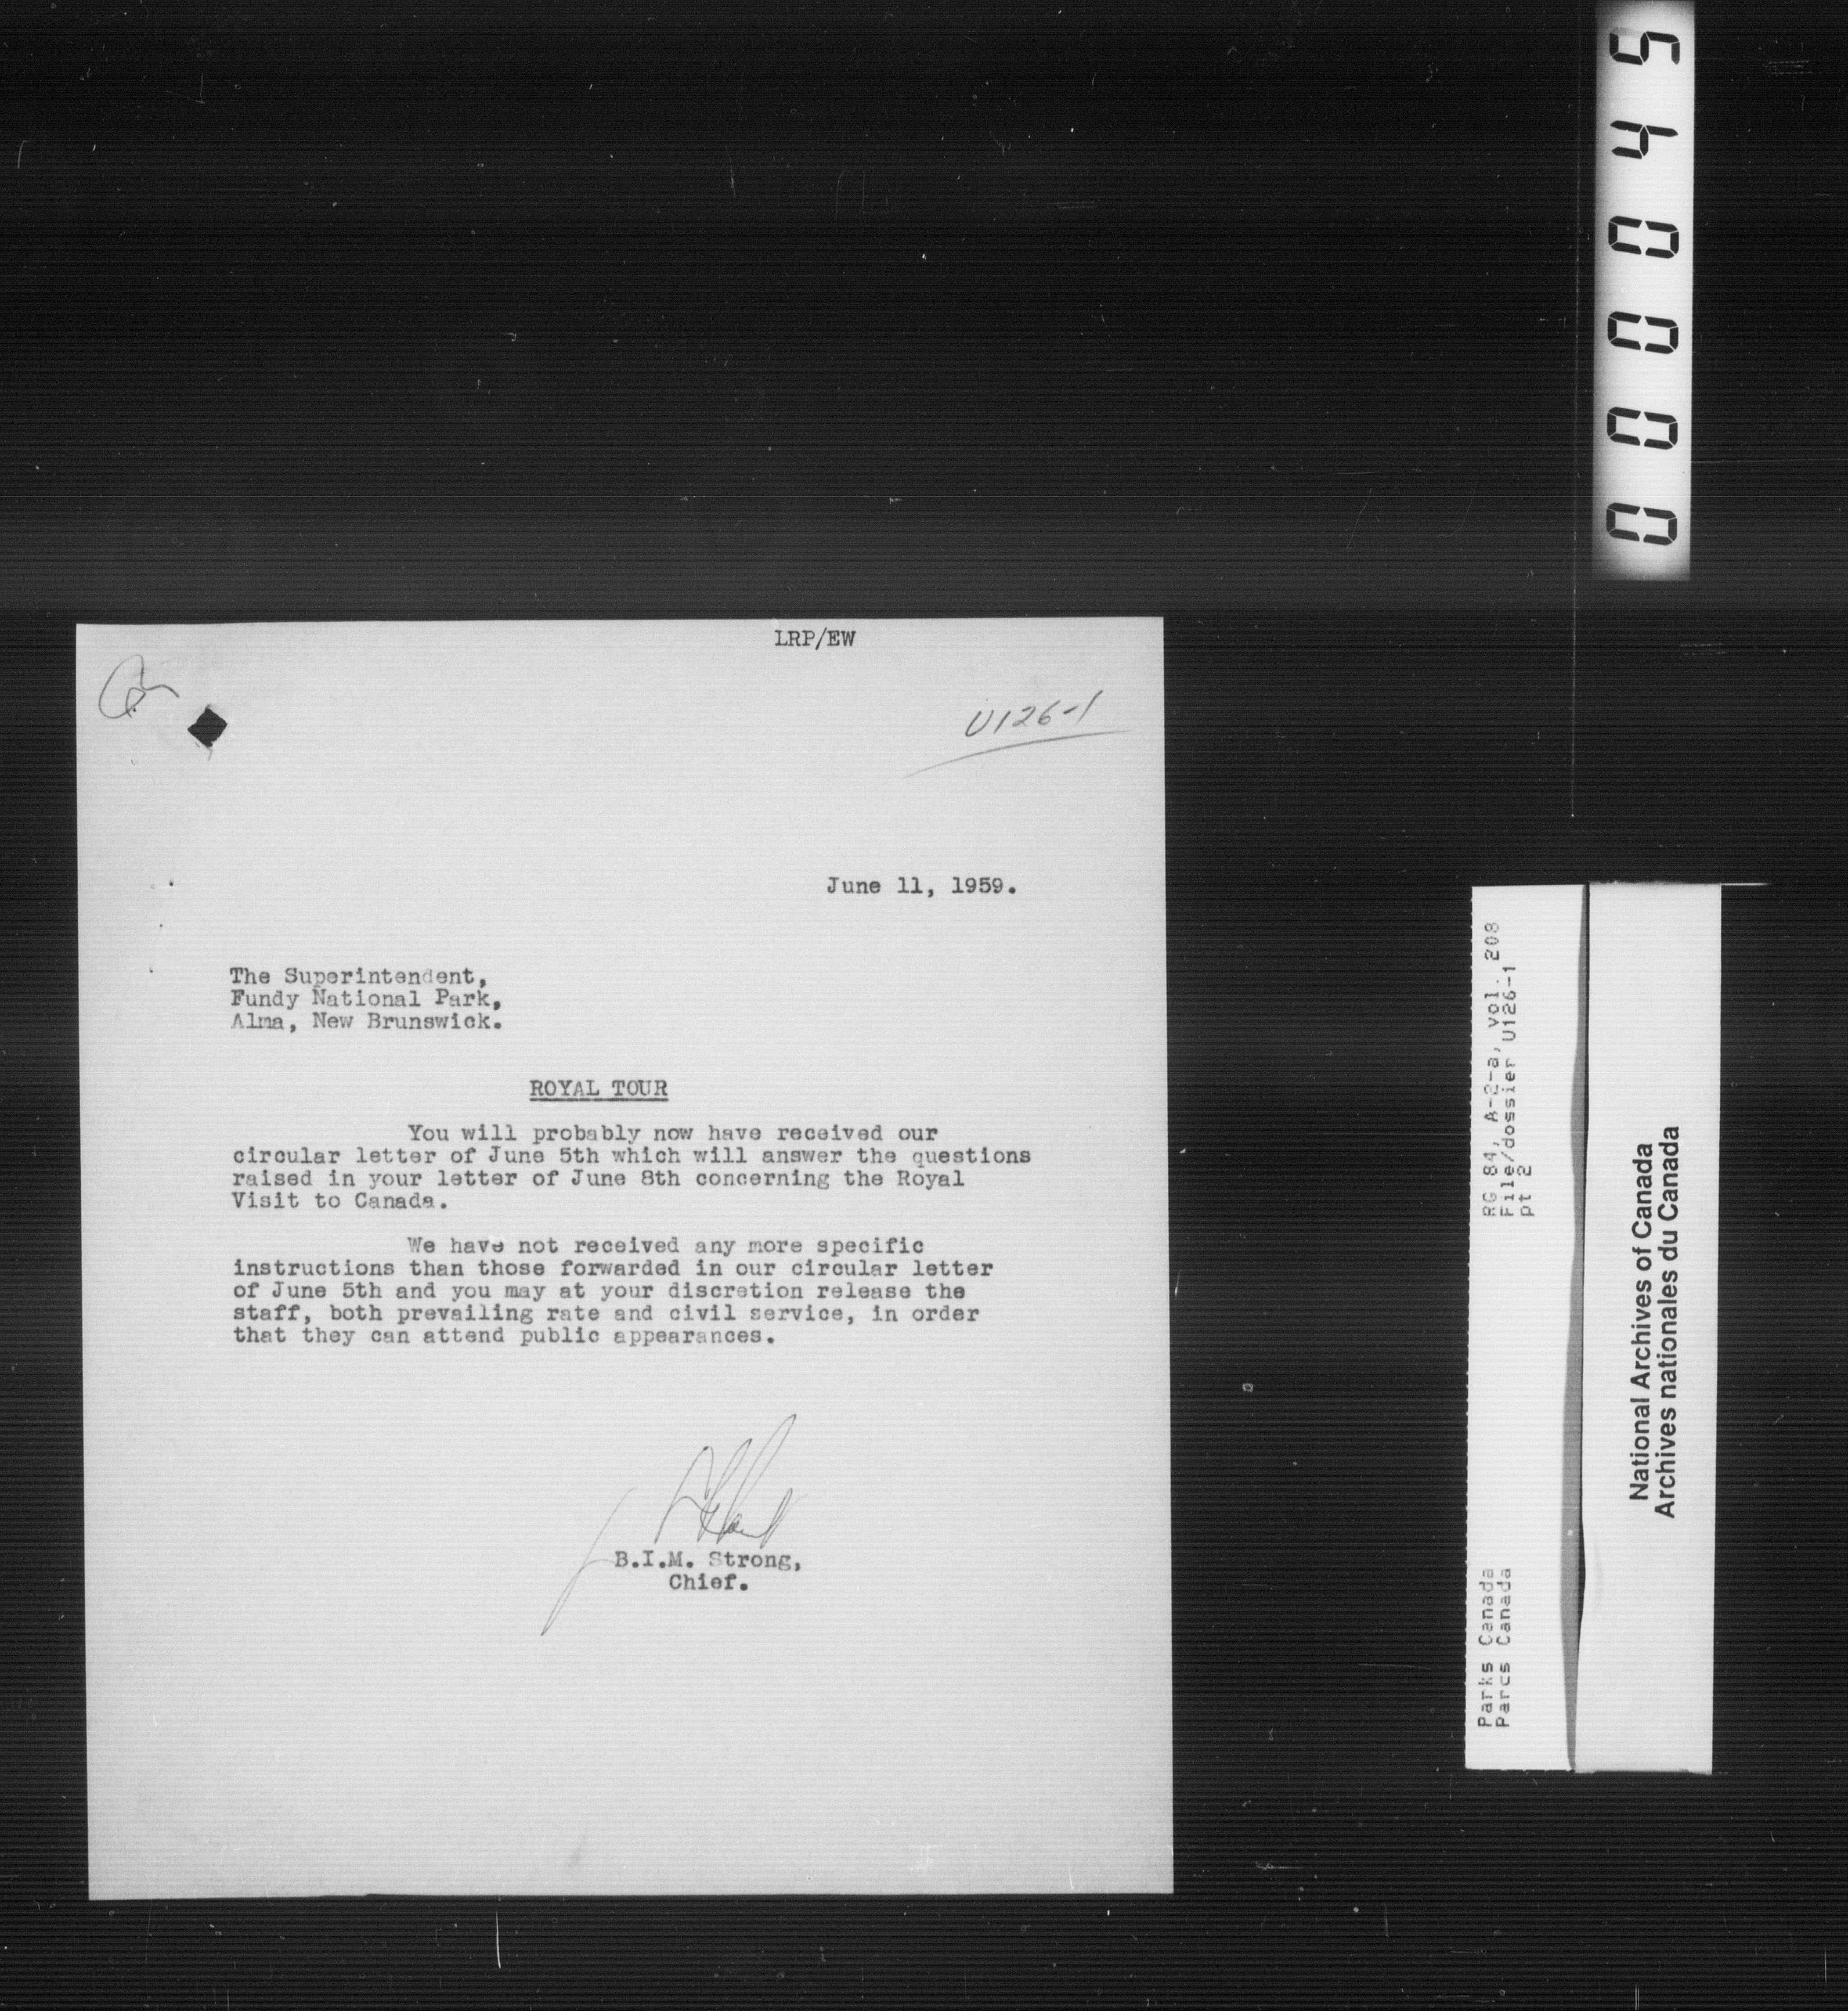 000045
LRP/EW
U126-1
June 11, 1959.
The Superintendent,
Fundy National Park,
Alma, New Brunswick.
ROYAL TOUR
You will probably now have received our
circular letter of June 5th which will answer the questions
raised in your letter of June 8th concerning the Royal
Visit to Canada.
We have not received any more specific
instructions than those forwarded in our circular letter
of June 5th and you may at your discretion release the
staff, both prevailing rate and civil service, in order
that they can attend public appearances.
B.I.M. Strong,
Chief.
Parks Canada
Parcs Canada
RG 84, A-2-a, vol. 208
File/dossier U126-1
pt 2
National Archives of Canada
Archives nationales du Canada